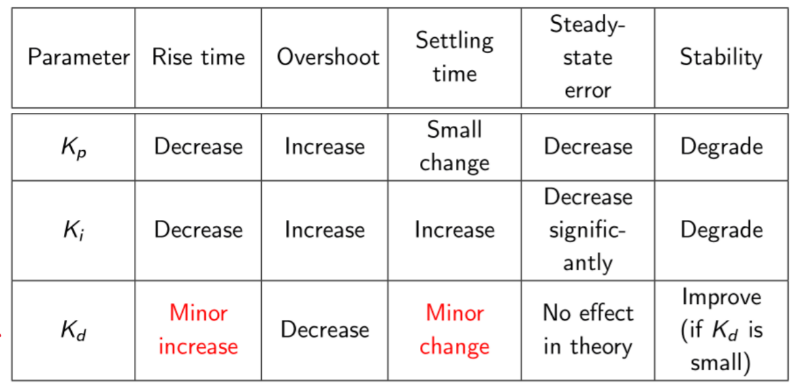 Parameter Rise time Overshoot Settling time Steady-state error Stability
K_p Decrease Increase Small change Decrease Degrade
K_i Decrease Increase Increase Decrease signific-antly Degrade
K_d Minor increase Decrease Minor change No effect in theory Improve (if K_d is small)